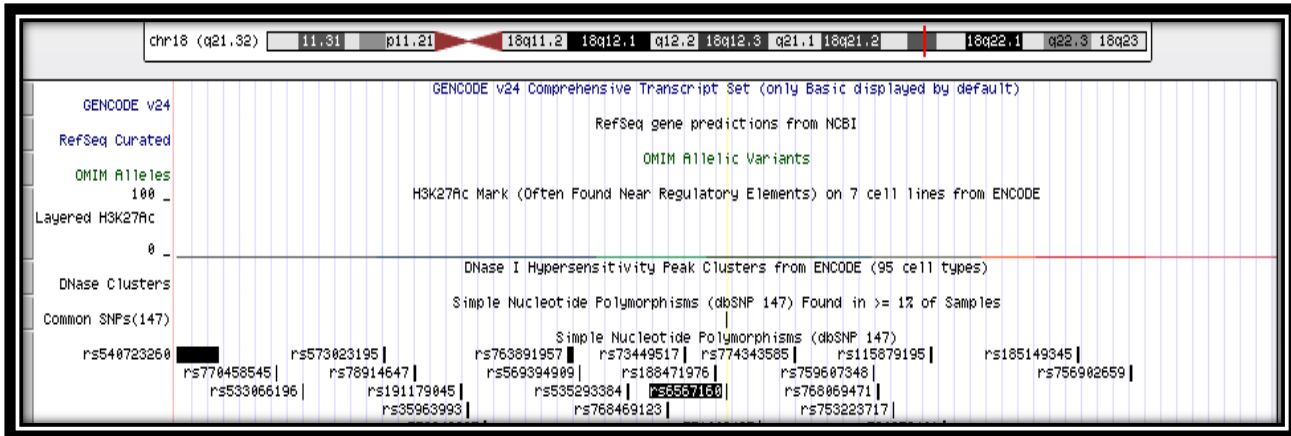 chr18 (q21.32) 11.31 p11.21 18q11.2 18q12.1 q12.2 18q12.3 q21.1 18q21.2 18q22.1 q22.3 18q23
GENCODE v24 Comprehensive Transcript Set (only Basic displayed by default)
GENCODE v24
RefSeq gene predictions from NCBI
RefSeq Curated
OMIM Allelic Variants
OMIM Alleles
100 _
H3K27Ac Mark (Often Found Near Regulatory Elements) on 7 cell lines from ENCODE
Layered H3K27Ac
0 _
DNase I Hypersensitivity Peak Clusters from ENCODE (95 cell types)
DNase Clusters
Simple Nucleotide Polymorphisms (dbSNP 147) Found in >= 1% of Samples
Common SNPs(147)
Simple Nucleotide Polymorphisms (dbSNP 147)
rs540723260 rs573023195 rs763891957 rs73449517 rs774343585 rs115879195 rs185149345
rs770458545 rs78914647 rs569394909 rs188471976 rs759607348 rs756902659
rs533066196 rs191179045 rs535293384 rs6567160 rs768069471
rs35963993 rs768469123 rs753223717